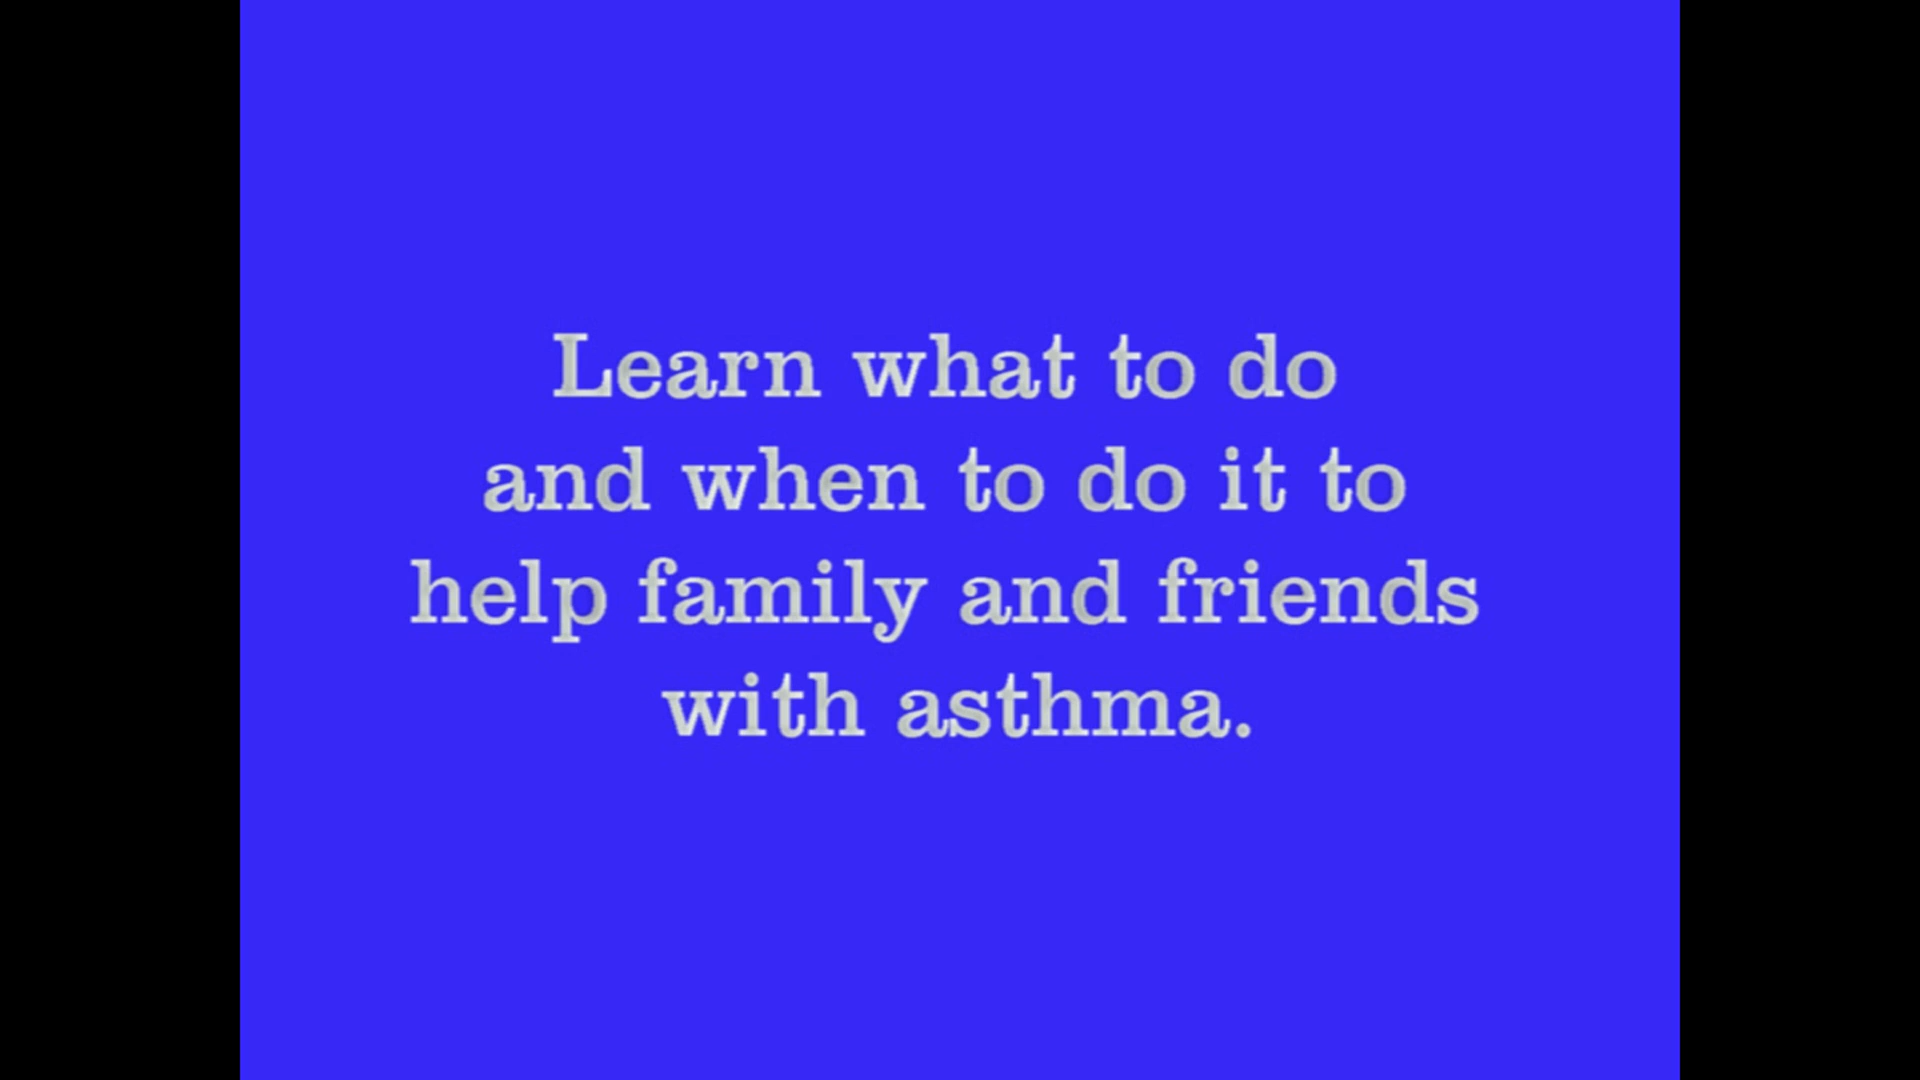 Learn what to do
and when to do it to
help family and friends
with asthma.